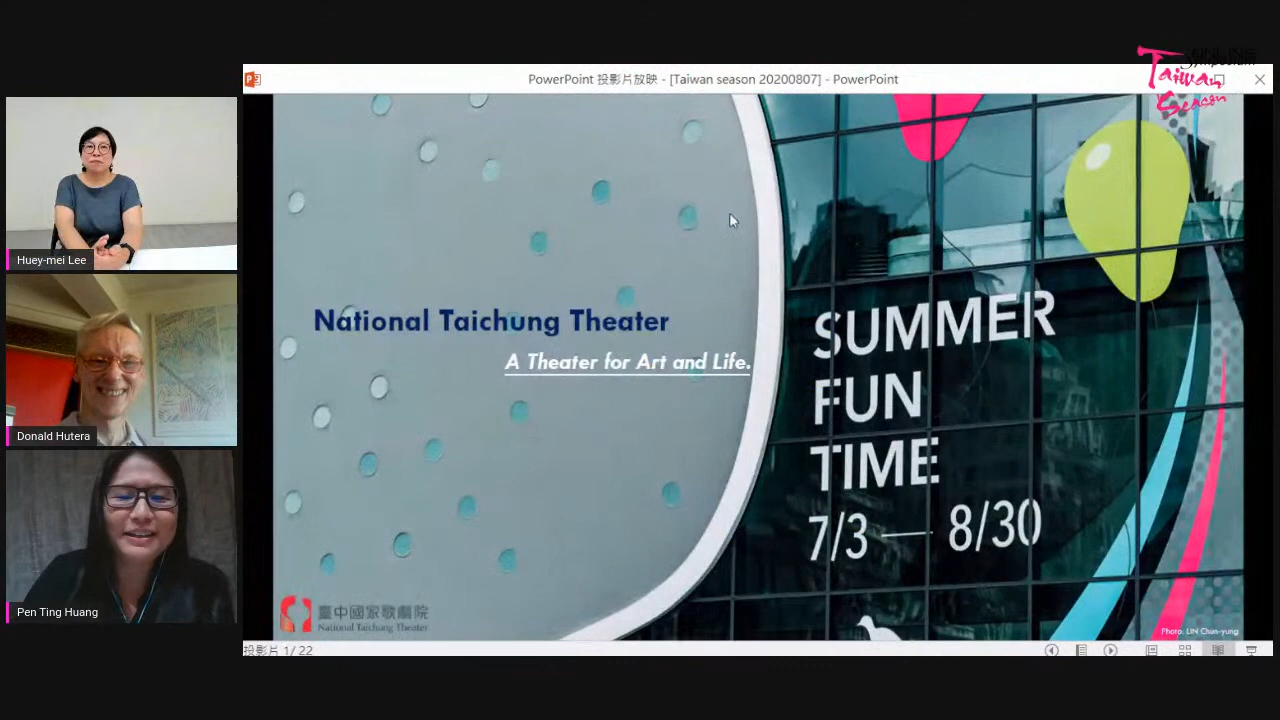 PowerPoint 投影片放映 - [Taiwan season 20200807] - PowerPoint
Symposium
Taiwan
Season
Huey-mei Lee
Donald Hutera
Pen Ting Huang
National Taichung Theater
A Theater for Art and Life.
SUMMER
FUN
TIME
7/3 — 8/30
臺中國家歌劇院
National Taichung Theater
Photo: LIN Chun-yung
投影片 1/22